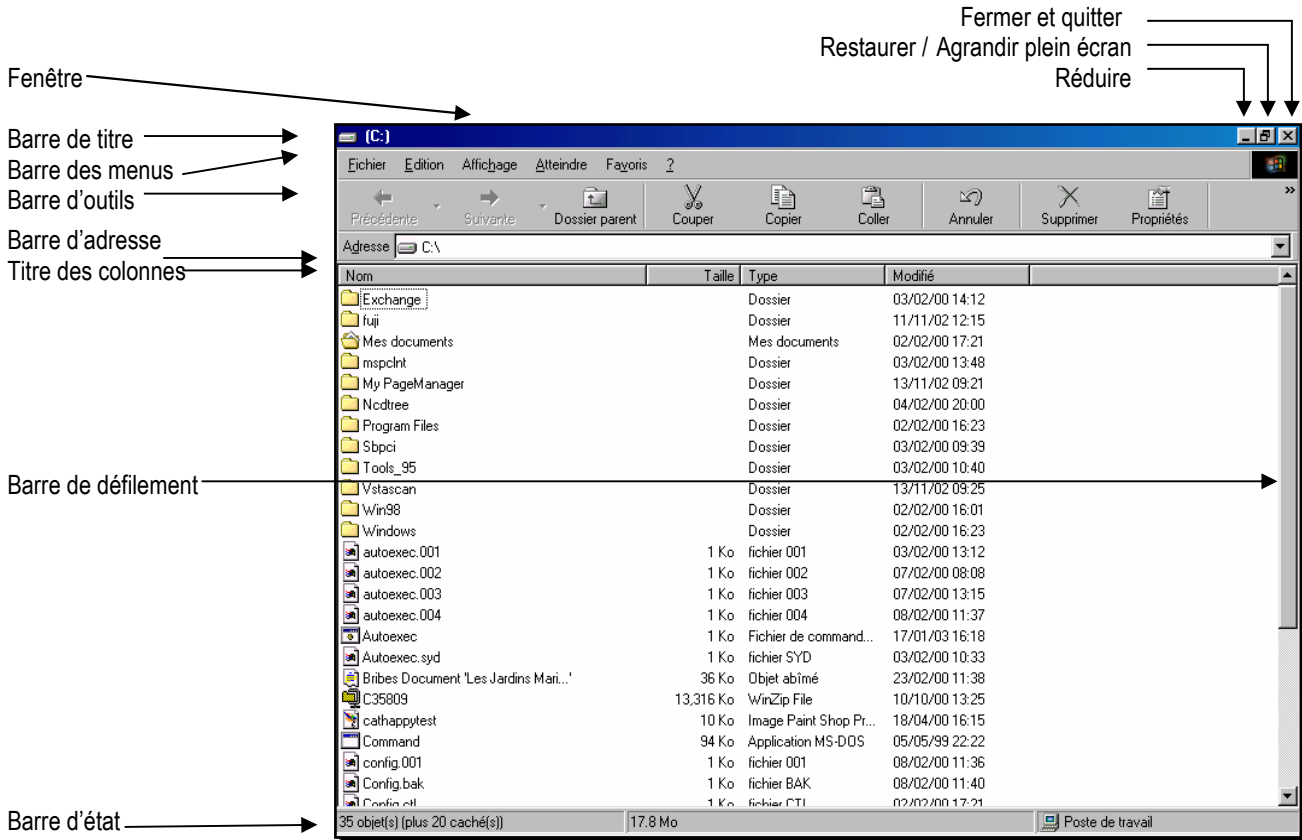 Fermer et quitter
Restaurer / Agrandir plein écran
Réduire
Fenêtre
Barre de titre
Barre des menus
Barre d'outils
Barre d'adresse
Titre des colonnes
Barre de défilement
Barre d'état
(C:)
Fichier Edition Affichage Atteindre Favoris ?
Précédente Suivante Dossier parent Couper Copier Coller Annuler Supprimer Propriétés »
Adresse C:\
Nom Taille Type Modifié
Exchange Dossier 03/02/00 14:12
fuji Dossier 11/11/02 12:15
Mes documents Mes documents 02/02/00 17:21
mspclnt Dossier 03/02/00 13:48
My PageManager Dossier 13/11/02 09:21
Ncdtree Dossier 04/02/00 20:00
Program Files Dossier 02/02/00 16:23
Sbpci Dossier 03/02/00 09:39
Tools_95 Dossier 03/02/00 10:40
Vstascan Dossier 13/11/02 09:25
Win98 Dossier 02/02/00 16:01
Windows Dossier 02/02/00 16:23
autoexec.001 1 Ko fichier 001 03/02/00 13:12
autoexec.002 1 Ko fichier 002 07/02/00 08:08
autoexec.003 1 Ko fichier 003 07/02/00 13:15
autoexec.004 1 Ko fichier 004 08/02/00 11:37
Autoexec 1 Ko Fichier de command... 17/01/03 16:18
Autoexec.syd 1 Ko fichier SYD 03/02/00 10:33
Bribes Document 'Les Jardins Mari...' 36 Ko Objet abîmé 23/02/00 11:38
C35809 13,316 Ko WinZip File 10/10/00 13:25
cathappytest 10 Ko Image Paint Shop Pr... 18/04/00 16:15
Command 94 Ko Application MS-DOS 05/05/99 22:22
config.001 1 Ko fichier 001 08/02/00 11:36
Config.bak 1 Ko fichier BAK 08/02/00 11:40
Config.ctl 1 Ko fichier CTL 02/02/00 17:21
35 objet(s) (plus 20 caché(s)) 17.8 Mo Poste de travail